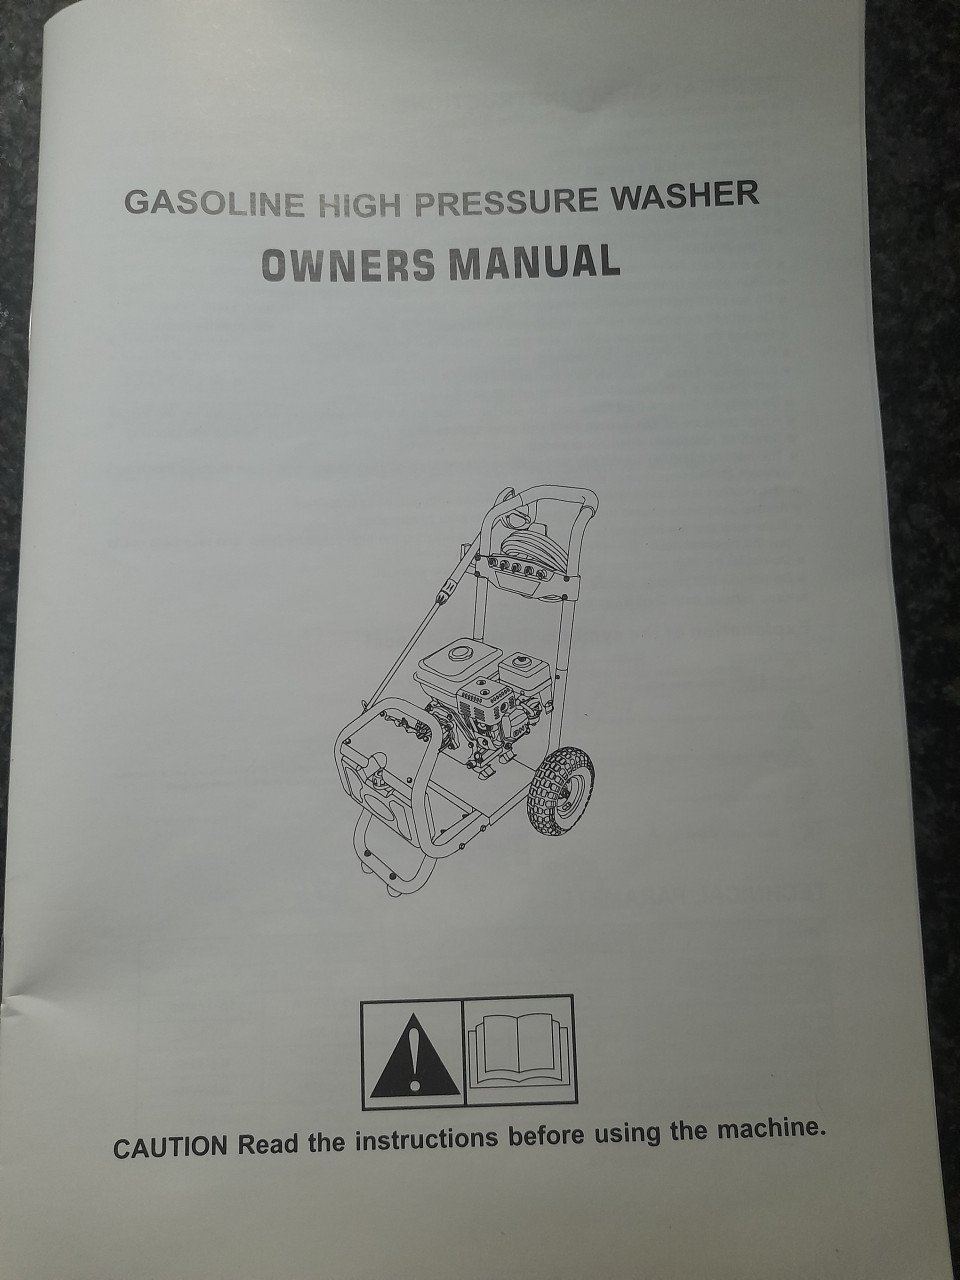 GASOLINE HIGH PRESSURE WASHER
OWNERS MANUAL
CAUTION Read the instructions before using the machine.